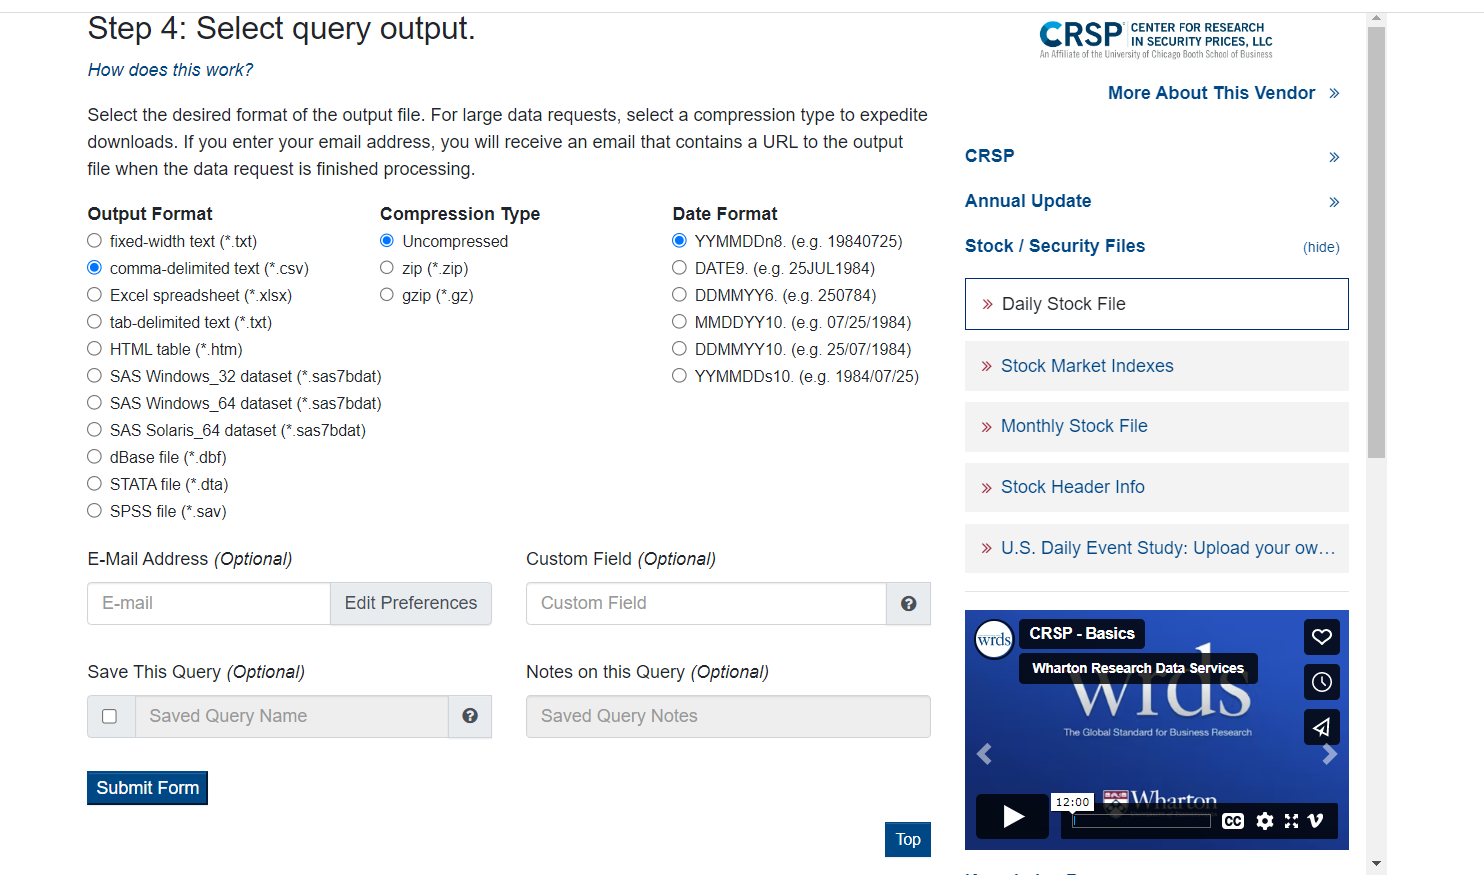 Step 4: Select query output.
How does this work?
Select the desired format of the output file. For large data requests, select a compression type to expedite
downloads. If you enter your email address, you will receive an email that contains a URL to the output
file when the data request is finished processing.
Output Format
fixed-width text (*.txt)
comma-delimited text (*.csv)
Excel spreadsheet (*.xlsx)
tab-delimited text (*.txt)
HTML table (*.htm)
SAS Windows_32 dataset (*.sas7bdat)
SAS Windows_64 dataset (*.sas7bdat)
SAS Solaris_64 dataset (*.sas7bdat)
dBase file (*.dbf)
STATA file (*.dta)
SPSS file (*.sav)
Compression Type
Uncompressed
zip (*.zip)
gzip (*.gz)
Date Format
YYMMDDn8. (e.g. 19840725)
DATE9. (e.g. 25JUL1984)
DDMMYY6. (e.g. 250784)
MMDDYY10. (e.g. 07/25/1984)
DDMMYY10. (e.g. 25/07/1984)
YYMMDDs10. (e.g. 1984/07/25)
E-Mail Address (Optional)
E-mail
Edit Preferences
Custom Field (Optional)
Custom Field
?
Save This Query (Optional)
Saved Query Name
?
Notes on this Query (Optional)
Saved Query Notes
Submit Form
Top
CRSP CENTER FOR RESEARCH
IN SECURITY PRICES, LLC
An Affiliate of the University of Chicago Booth School of Business
More About This Vendor »
CRSP »
Annual Update »
Stock / Security Files (hide)
» Daily Stock File
» Stock Market Indexes
» Monthly Stock File
» Stock Header Info
» U.S. Daily Event Study: Upload your ow…
wrds
CRSP - Basics
Wharton Research Data Services
wrds
The Global Standard for Business Research
Wharton
12:00
CC